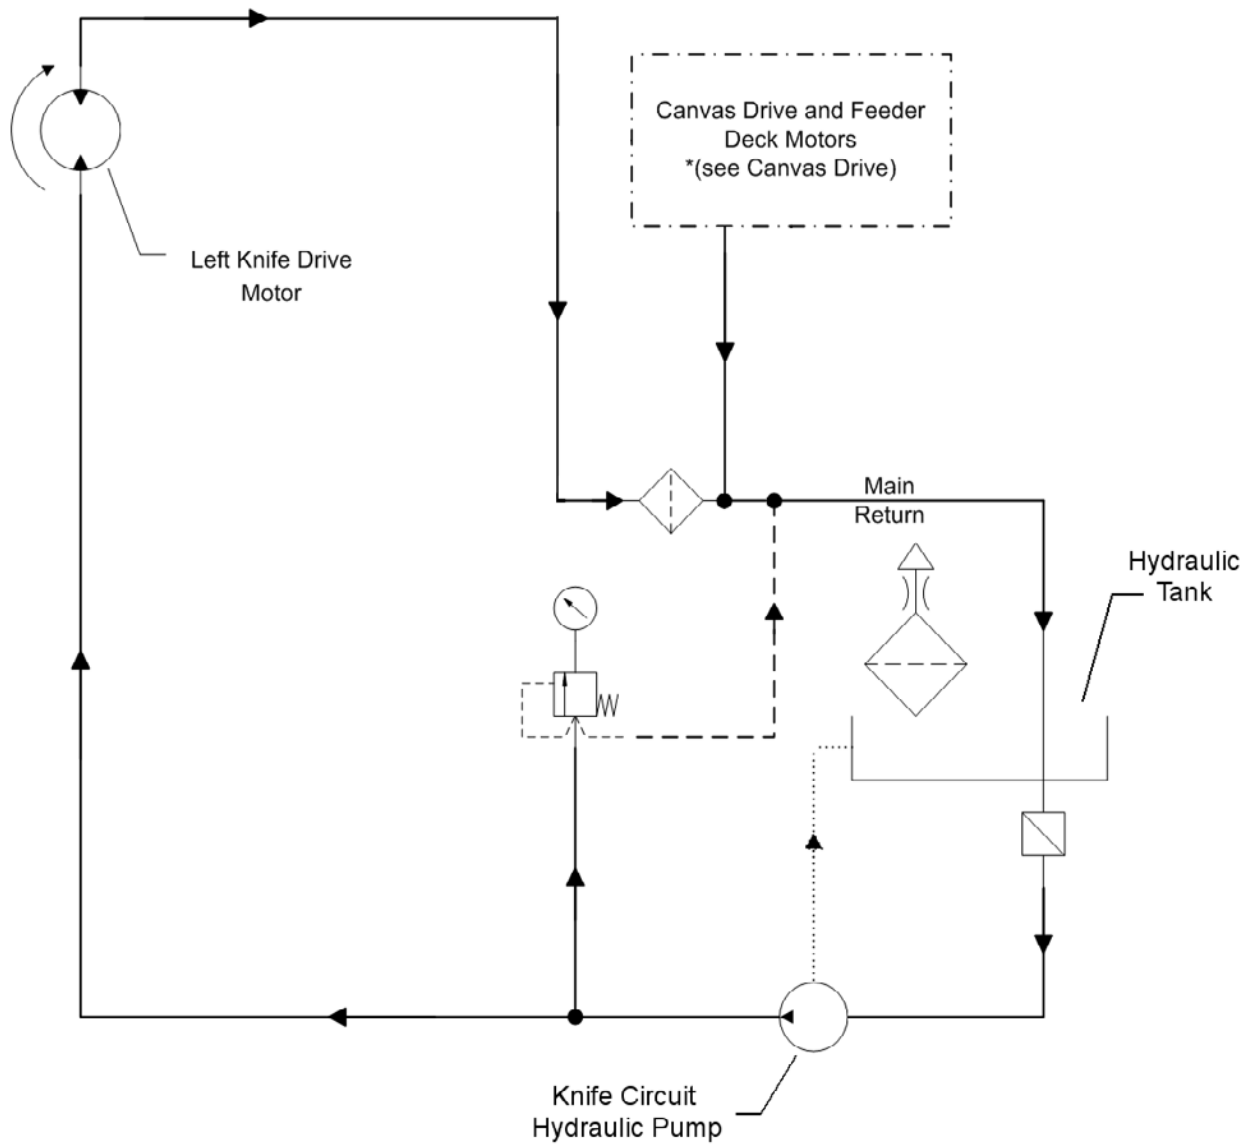 Canvas Drive and Feeder
Deck Motors
*(see Canvas Drive)
Left Knife Drive
Motor
Main
Return
Hydraulic
Tank
Knife Circuit
Hydraulic Pump